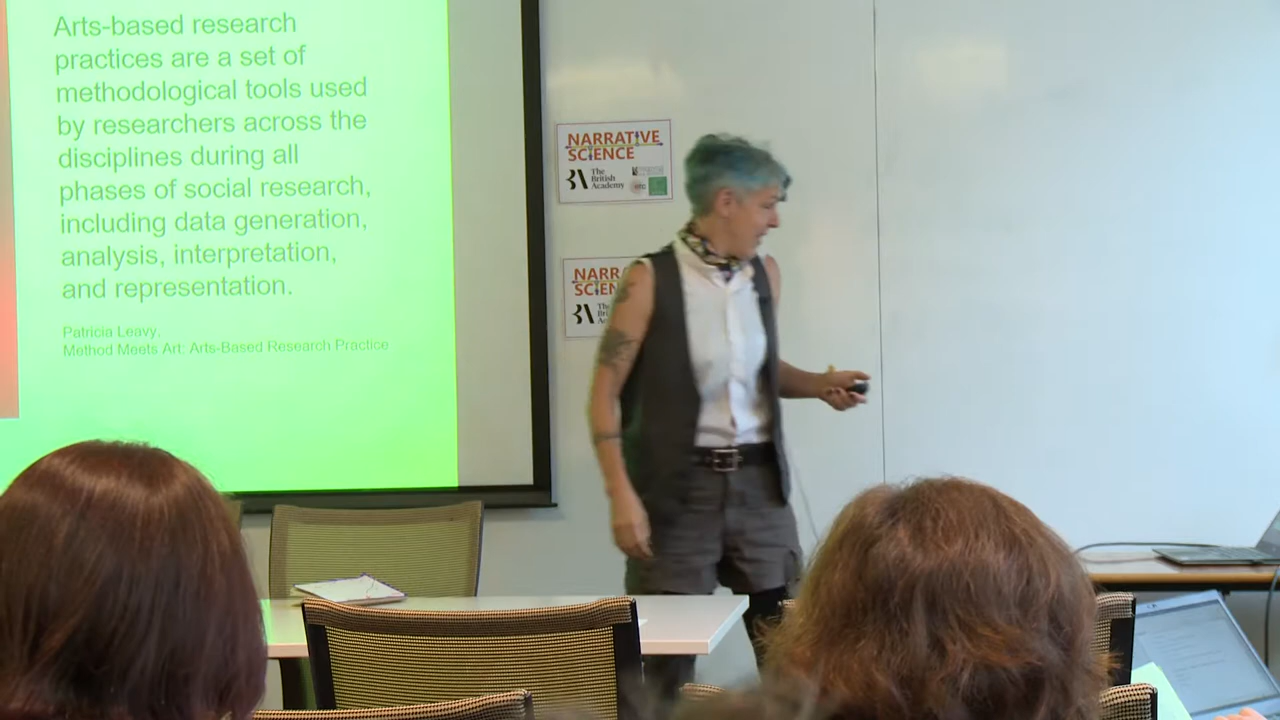 Arts-based research
practices are a set of
methodological tools used
by researchers across the
disciplines during all
phases of social research,
including data generation,
analysis, interpretation,
and representation.
Patricia Leavy,
Method Meets Art: Arts-Based Research Practice
NARRATIVE
SCIENCE
The
British
Academy
NARR
SCIEN